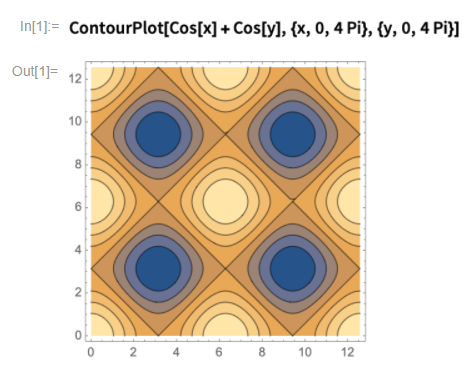 In[1]:= ContourPlot[Cos[x] + Cos[y], {x, 0, 4 Pi}, {y, 0, 4 Pi}]
Out[1]=
12
10
8
6
4
2
0
0 2 4 6 8 10 12